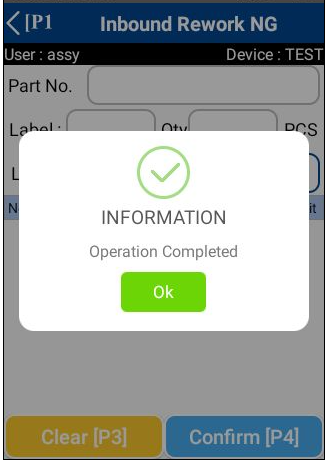 [P1
Inbound Rework NG
User : assy
Device : TEST
Part No.
Label :
Qty
PCS
INFORMATION
Operation Completed
Ok
Clear [P3]
Confirm [P4]